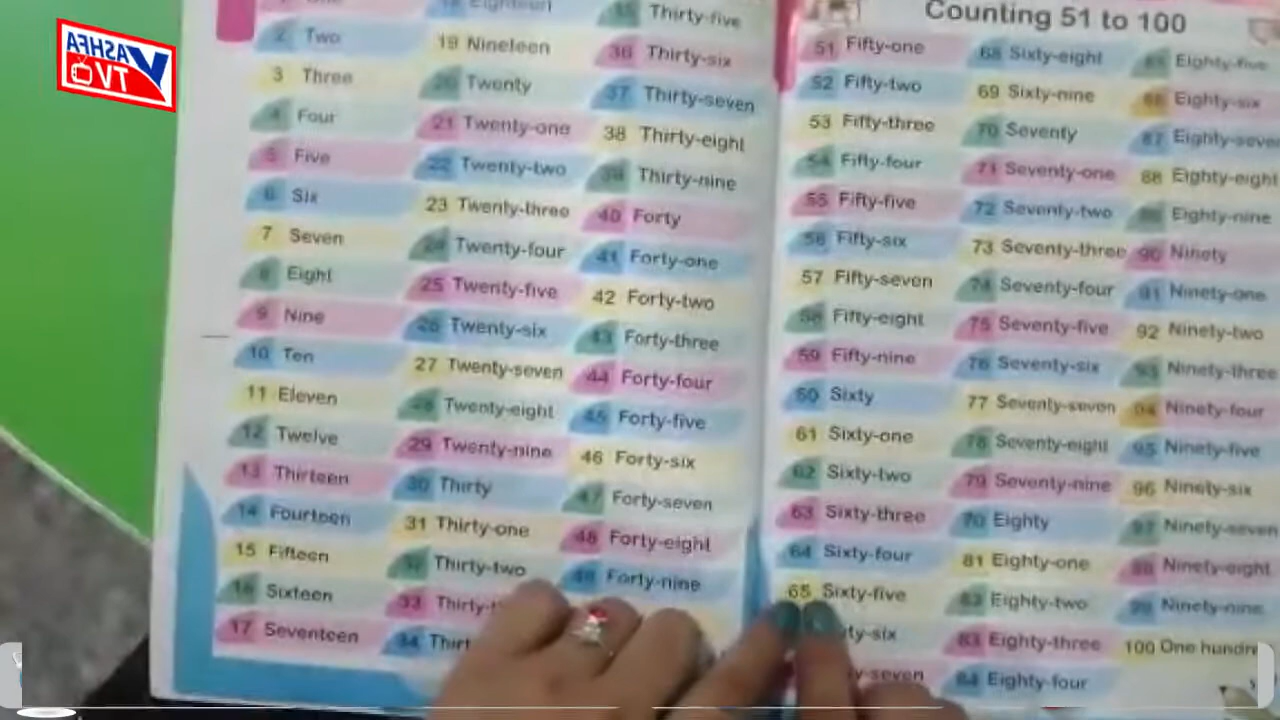 YASHFA
TV
2 Two
3 Three
4 Four
5 Five
6 Six
7 Seven
8 Eight
9 Nine
10 Ten
11 Eleven
12 Twelve
13 Thirteen
14 Fourteen
15 Fifteen
16 Sixteen
17 Seventeen
18 Eighteen
19 Nineteen
20 Twenty
21 Twenty-one
22 Twenty-two
23 Twenty-three
24 Twenty-four
25 Twenty-five
26 Twenty-six
27 Twenty-seven
28 Twenty-eight
29 Twenty-nine
30 Thirty
31 Thirty-one
32 Thirty-two
33
34
35 Thirty-five
36 Thirty-six
37 Thirty-seven
38 Thirty-eight
39 Thirty-nine
40 Forty
41 Forty-one
42 Forty-two
43 Forty-three
44 Forty-four
45 Forty-five
46 Forty-six
47 Forty-seven
48 Forty-eight
49 Forty-nine
Counting 51 to 100
51 Fifty-one
52 Fifty-two
53 Fifty-three
54 Fifty-four
55 Fifty-five
56 Fifty-six
57 Fifty-seven
58 Fifty-eight
59 Fifty-nine
60 Sixty
61 Sixty-one
62 Sixty-two
63 Sixty-three
64 Sixty-four
65 Sixty-five
68 Sixty-eight
69 Sixty-nine
70 Seventy
71 Seventy-one
72 Seventy-two
73 Seventy-three
74 Seventy-four
75 Seventy-five
76 Seventy-six
77 Seventy-seven
78 Seventy-eight
79 Seventy-nine
70 Eighty
81 Eighty-one
82 Eighty-two
83 Eighty-three
84 Eighty-four
85 Eighty-five
86 Eighty-six
87 Eighty-seven
88 Eighty-eight
89 Eighty-nine
90 Ninety
91 Ninety-one
92 Ninety-two
93 Ninety-three
94 Ninety-four
95 Ninety-five
96 Ninety-six
97 Ninety-seven
98 Ninety-eight
99 Ninety-nine
100 One